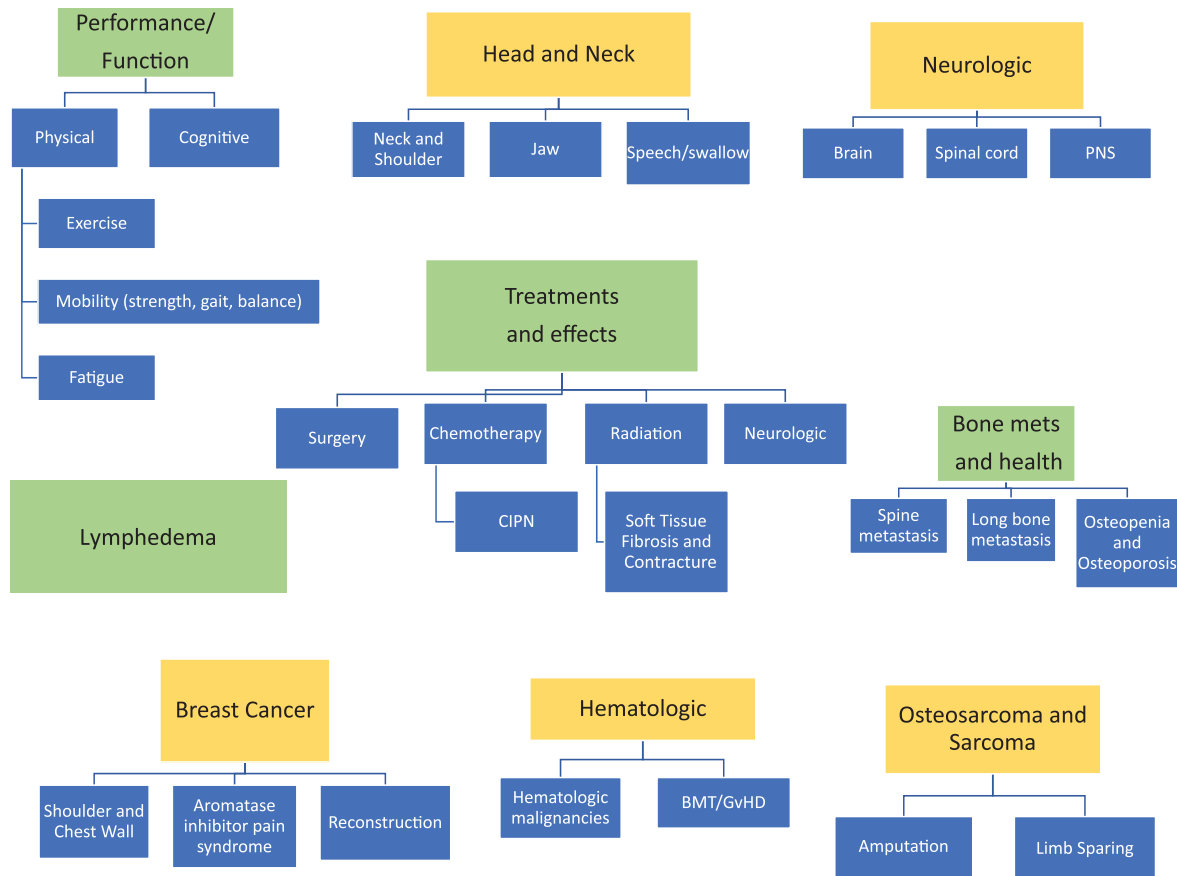 Performance/
Function
Physical
Cognitive
Exercise
Mobility (strength, gait, balance)
Fatigue
Head and Neck
Neck and
Shoulder
Jaw
Speech/swallow
Neurologic
Brain
Spinal cord
PNS
Treatments
and effects
Surgery
Chemotherapy
Radiation
Neurologic
CIPN
Soft Tissue
Fibrosis and
Contracture
Bone mets
and health
Spine
metastasis
Long bone
metastasis
Osteopenia
and
Osteoporosis
Lymphedema
Breast Cancer
Shoulder and
Chest Wall
Aromatase
inhibitor pain
syndrome
Reconstruction
Hematologic
Hematologic
malignancies
BMT/GvHD
Osteosarcoma and
Sarcoma
Amputation
Limb Sparing